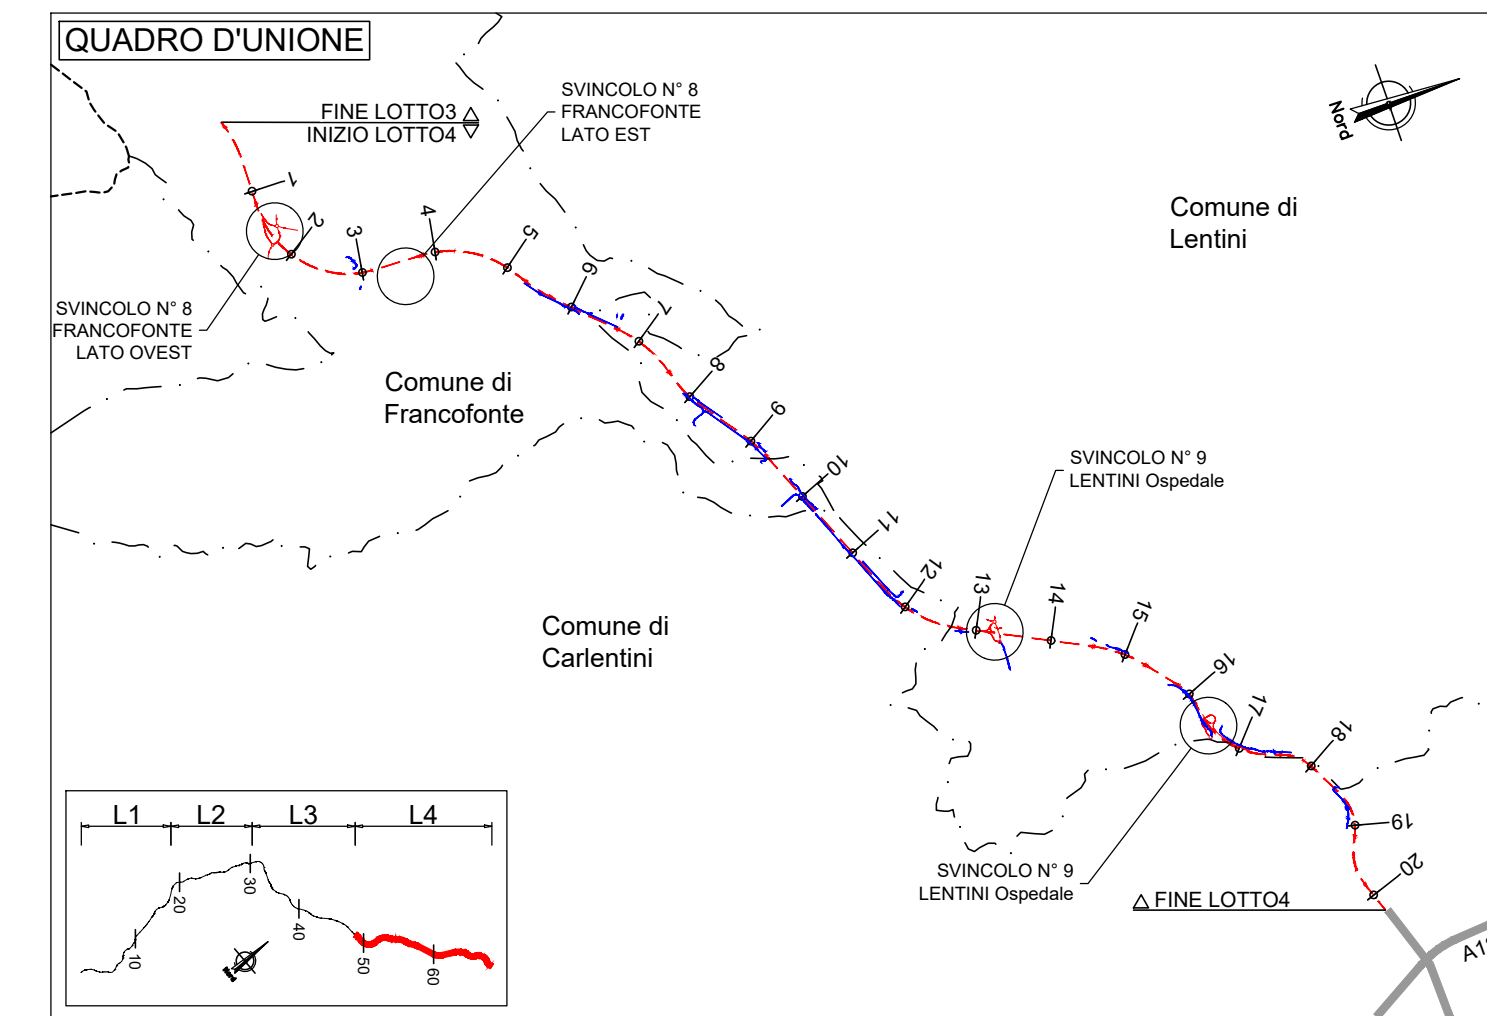 QUADRO D'UNIONE
FINE LOTTO3
INIZIO LOTTO4
SVINCOLO N° 8
FRANCOFONTE
LATO EST
Nord
Comune di
Lentini
1
2
3
4
5
6
7
8
9
10
11
12
13
14
15
16
17
18
19
20
SVINCOLO N° 8
FRANCOFONTE
LATO OVEST
Comune di
Francofonte
SVINCOLO N° 9
LENTINI Ospedale
Comune di
Carlentini
SVINCOLO N° 9
LENTINI Ospedale
FINE LOTTO4
L1
L2
L3
L4
10
20
30
40
50
60
Nord